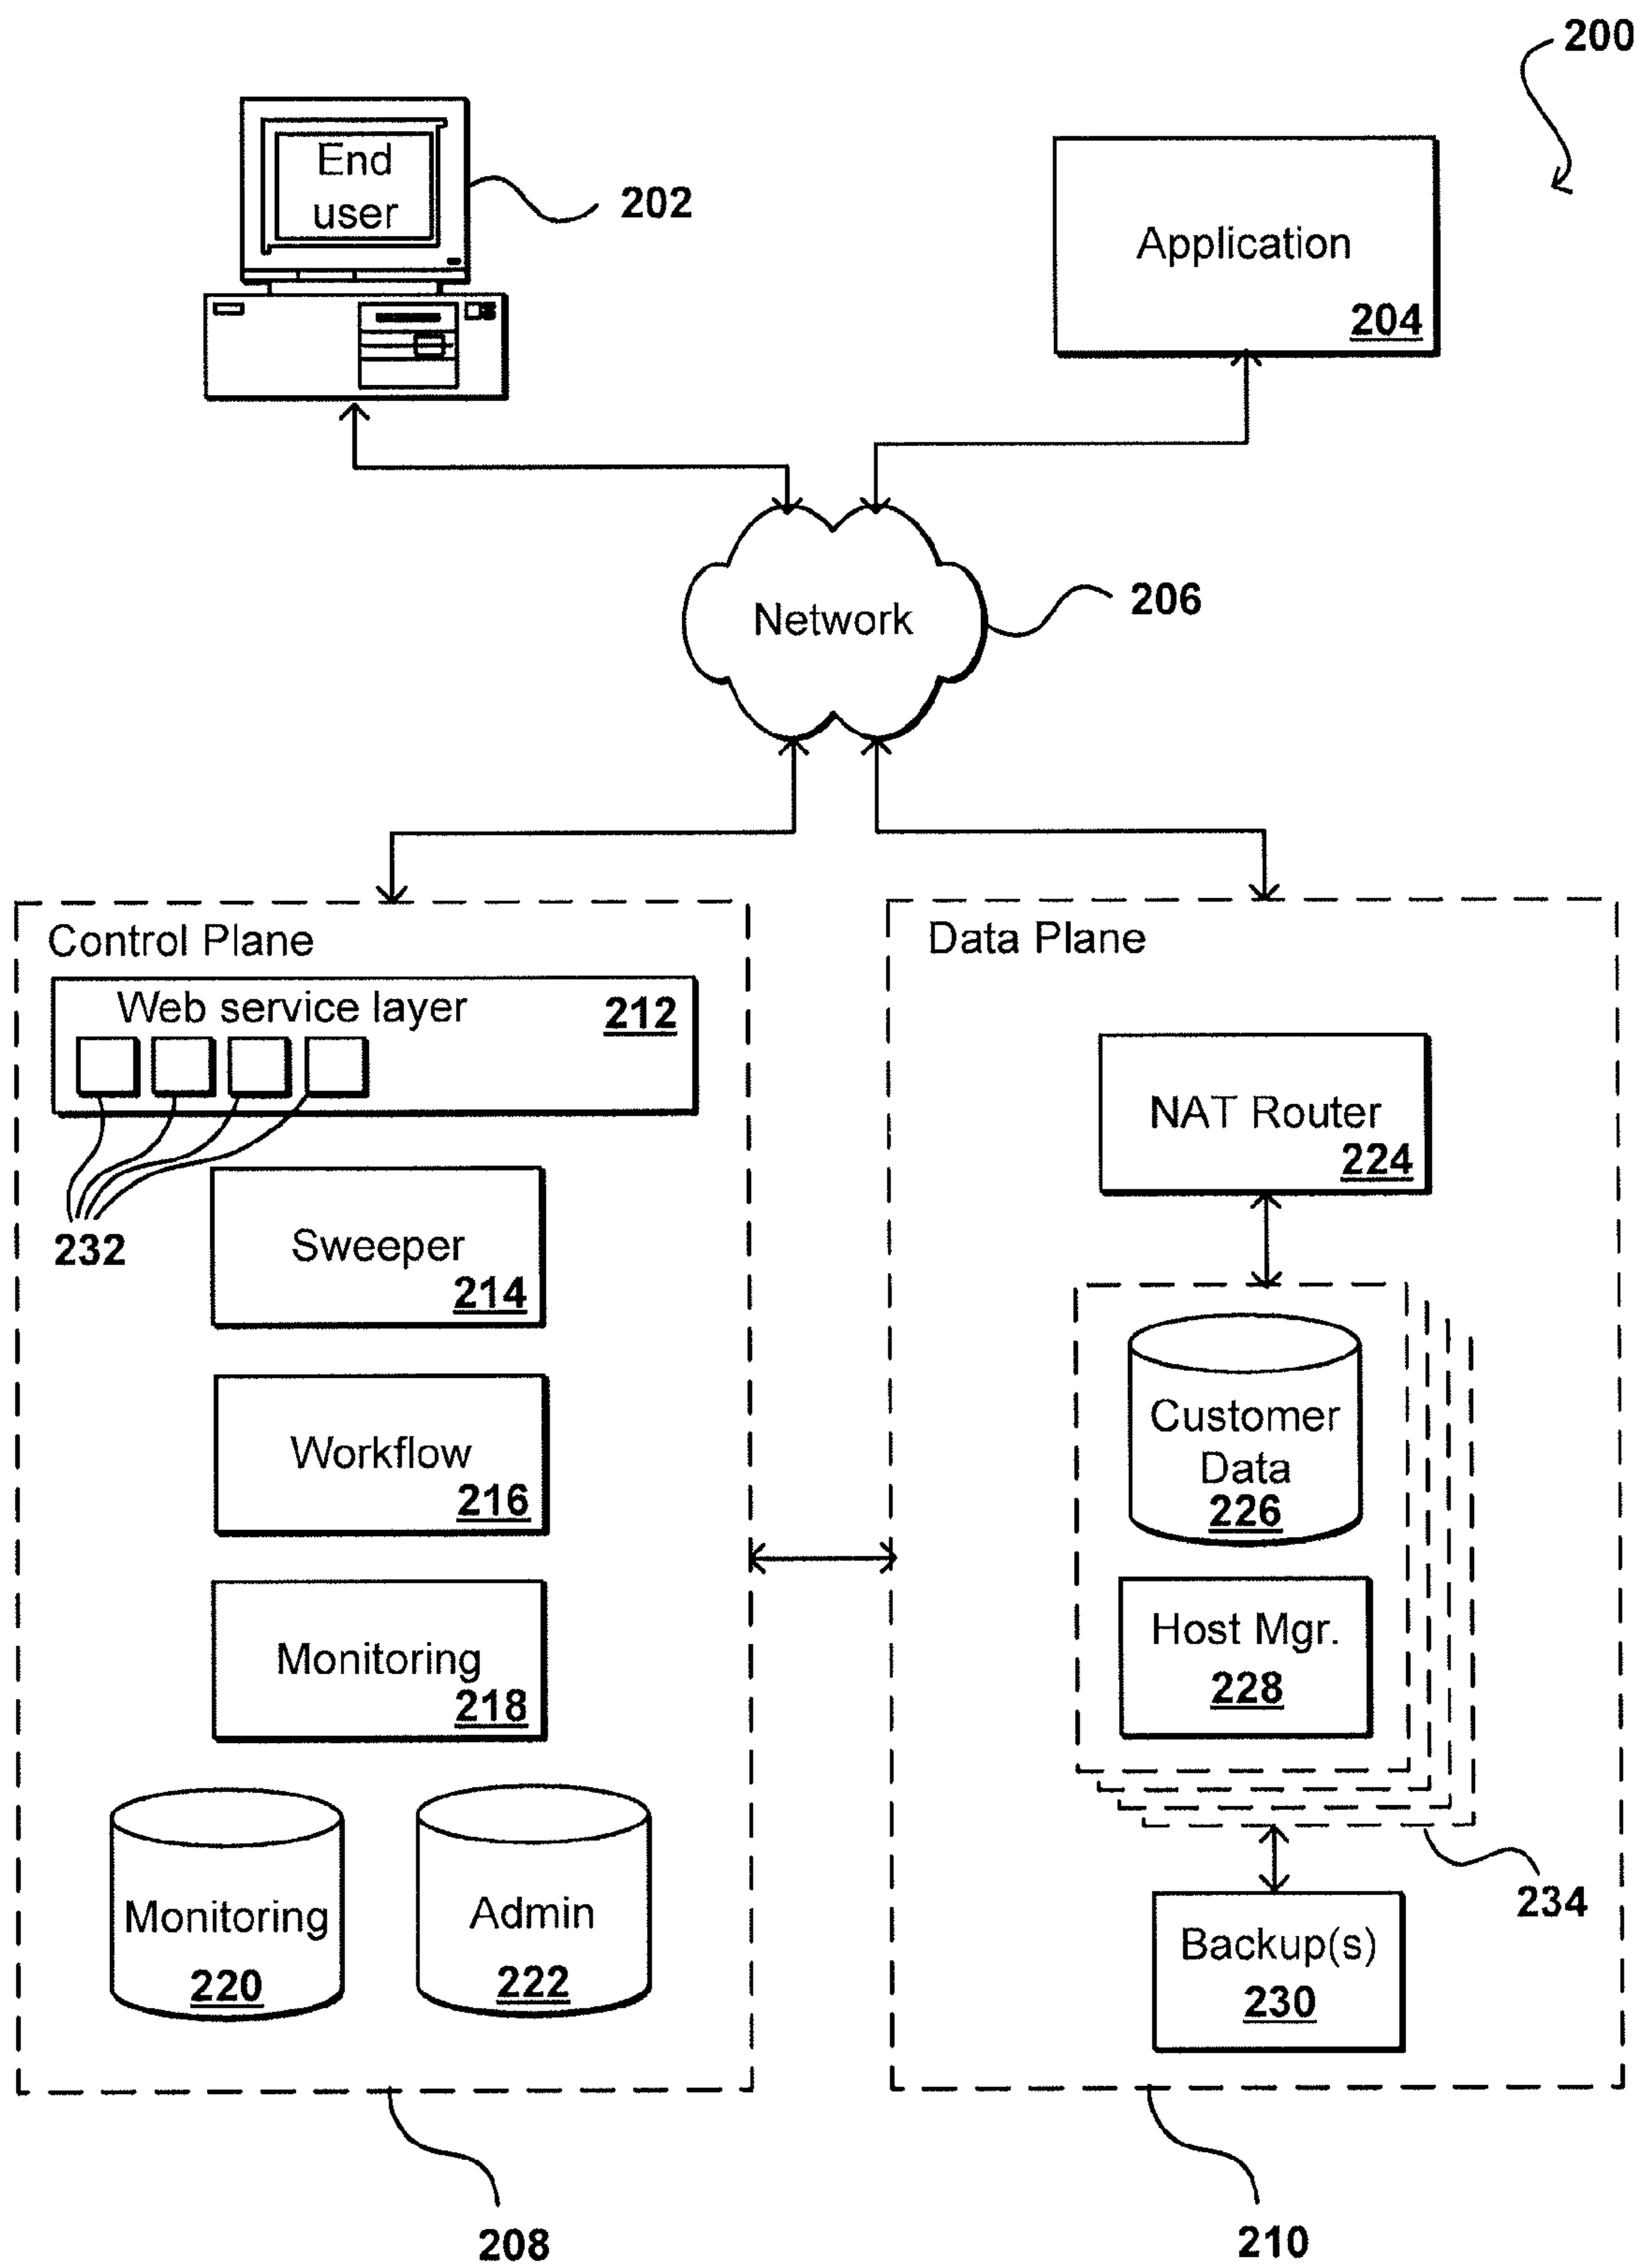 200
End
user
202
Application
204
Network
206
Control Plane
Web service layer
212
232
Sweeper
214
Workflow
216
Monitoring
218
Monitoring
220
Admin
222
208
Data Plane
NAT Router
224
Customer
Data
226
Host Mgr.
228
234
Backup(s)
230
210